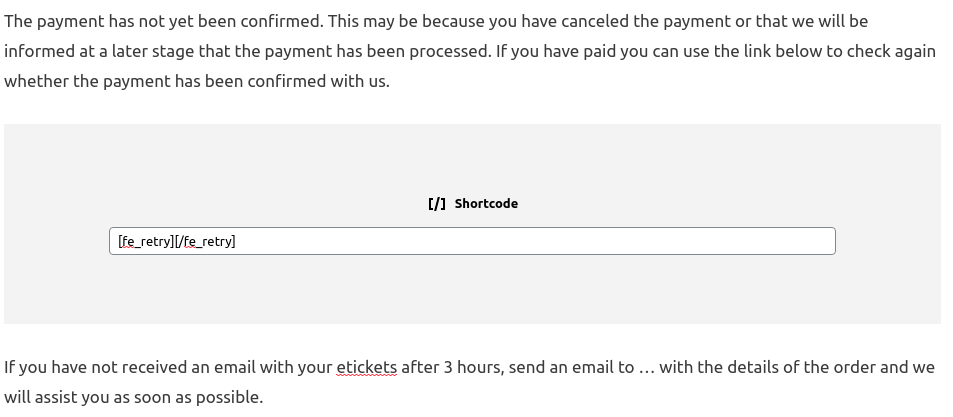 The payment has not yet been confirmed. This may be because you have canceled the payment or that we will be
informed at a later stage that the payment has been processed. If you have paid you can use the link below to check again
whether the payment has been confirmed with us.
[/] Shortcode
[fe_retry][/fe_retry]
If you have not received an email with your etickets after 3 hours, send an email to … with the details of the order and we
will assist you as soon as possible.